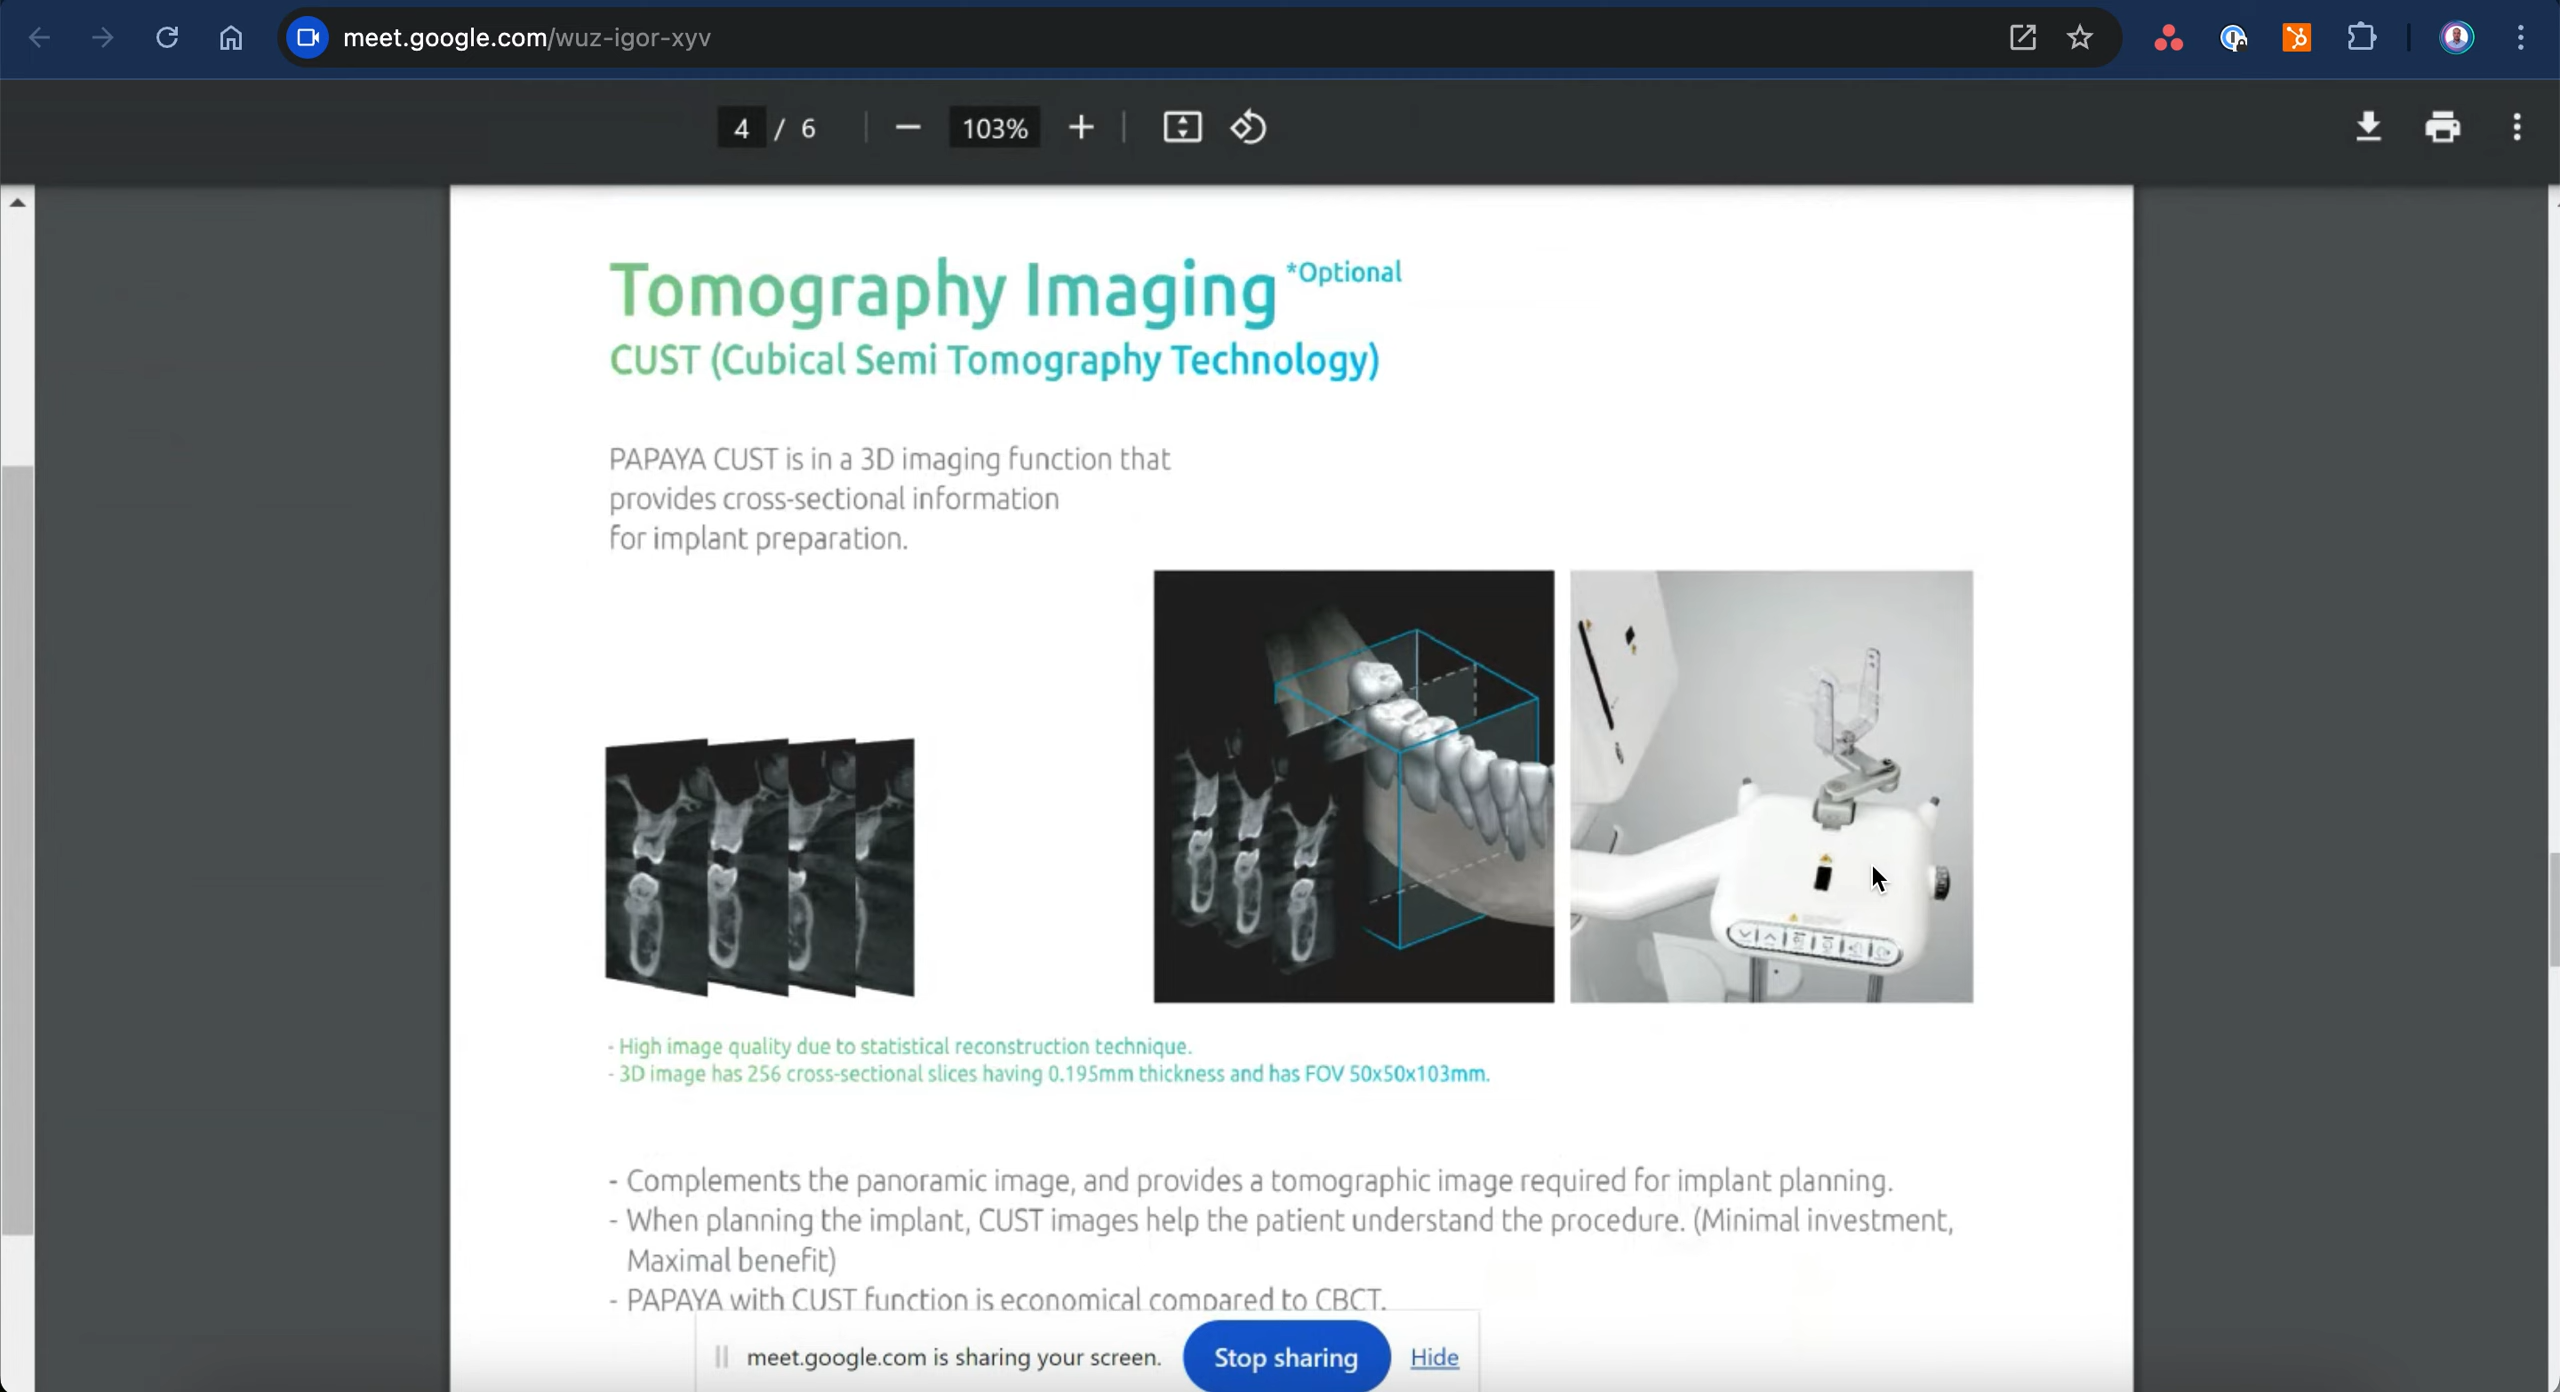 meet.google.com/wuz-igor-xyv
4 / 6
103%
Tomography Imaging *Optional
CUST (Cubical Semi Tomography Technology)
PAPAYA CUST is in a 3D imaging function that
provides cross-sectional information
for implant preparation.
- High image quality due to statistical reconstruction technique.
- 3D image has 256 cross-sectional slices having 0.195mm thickness and has FOV 50x50x103mm.
- Complements the panoramic image, and provides a tomographic image required for implant planning.
- When planning the implant, CUST images help the patient understand the procedure. (Minimal investment,
Maximal benefit)
- PAPAYA with CUST function is economical compared to CBCT.
meet.google.com is sharing your screen.
Stop sharing
Hide